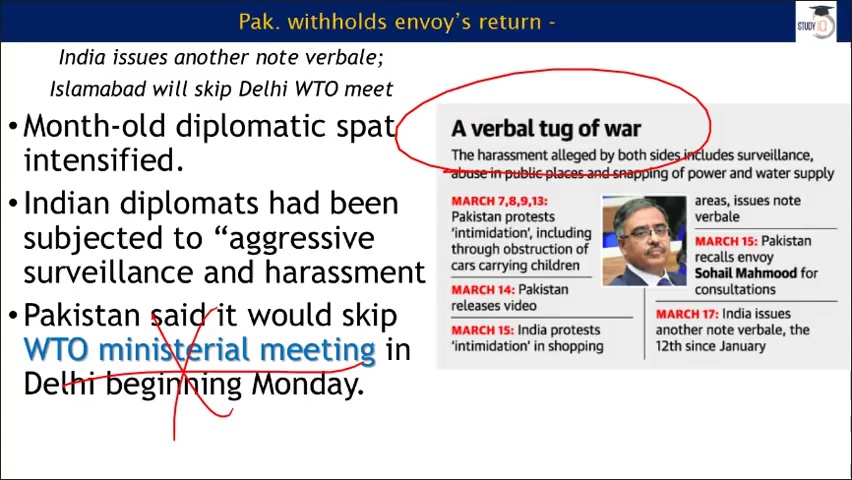 Pak. withholds envoy's return -
STUDY IQ
India issues another note verbale;
Islamabad will skip Delhi WTO meet
•Month-old diplomatic spat
intensified.
•Indian diplomats had been
subjected to “aggressive
surveillance and harassment
•Pakistan said it would skip
WTO ministerial meeting in
Delhi beginning Monday.
A verbal tug of war
The harassment alleged by both sides includes surveillance,
abuse in public places and snapping of power and water supply
MARCH 7,8,9,13:
Pakistan protests
‘intimidation’, including
through obstruction of
cars carrying children
MARCH 14: Pakistan
releases video
MARCH 15: India protests
‘intimidation’ in shopping
areas, issues note
verbale
MARCH 15: Pakistan
recalls envoy
Sohail Mahmood for
consultations
MARCH 17: India issues
another note verbale, the
12th since January